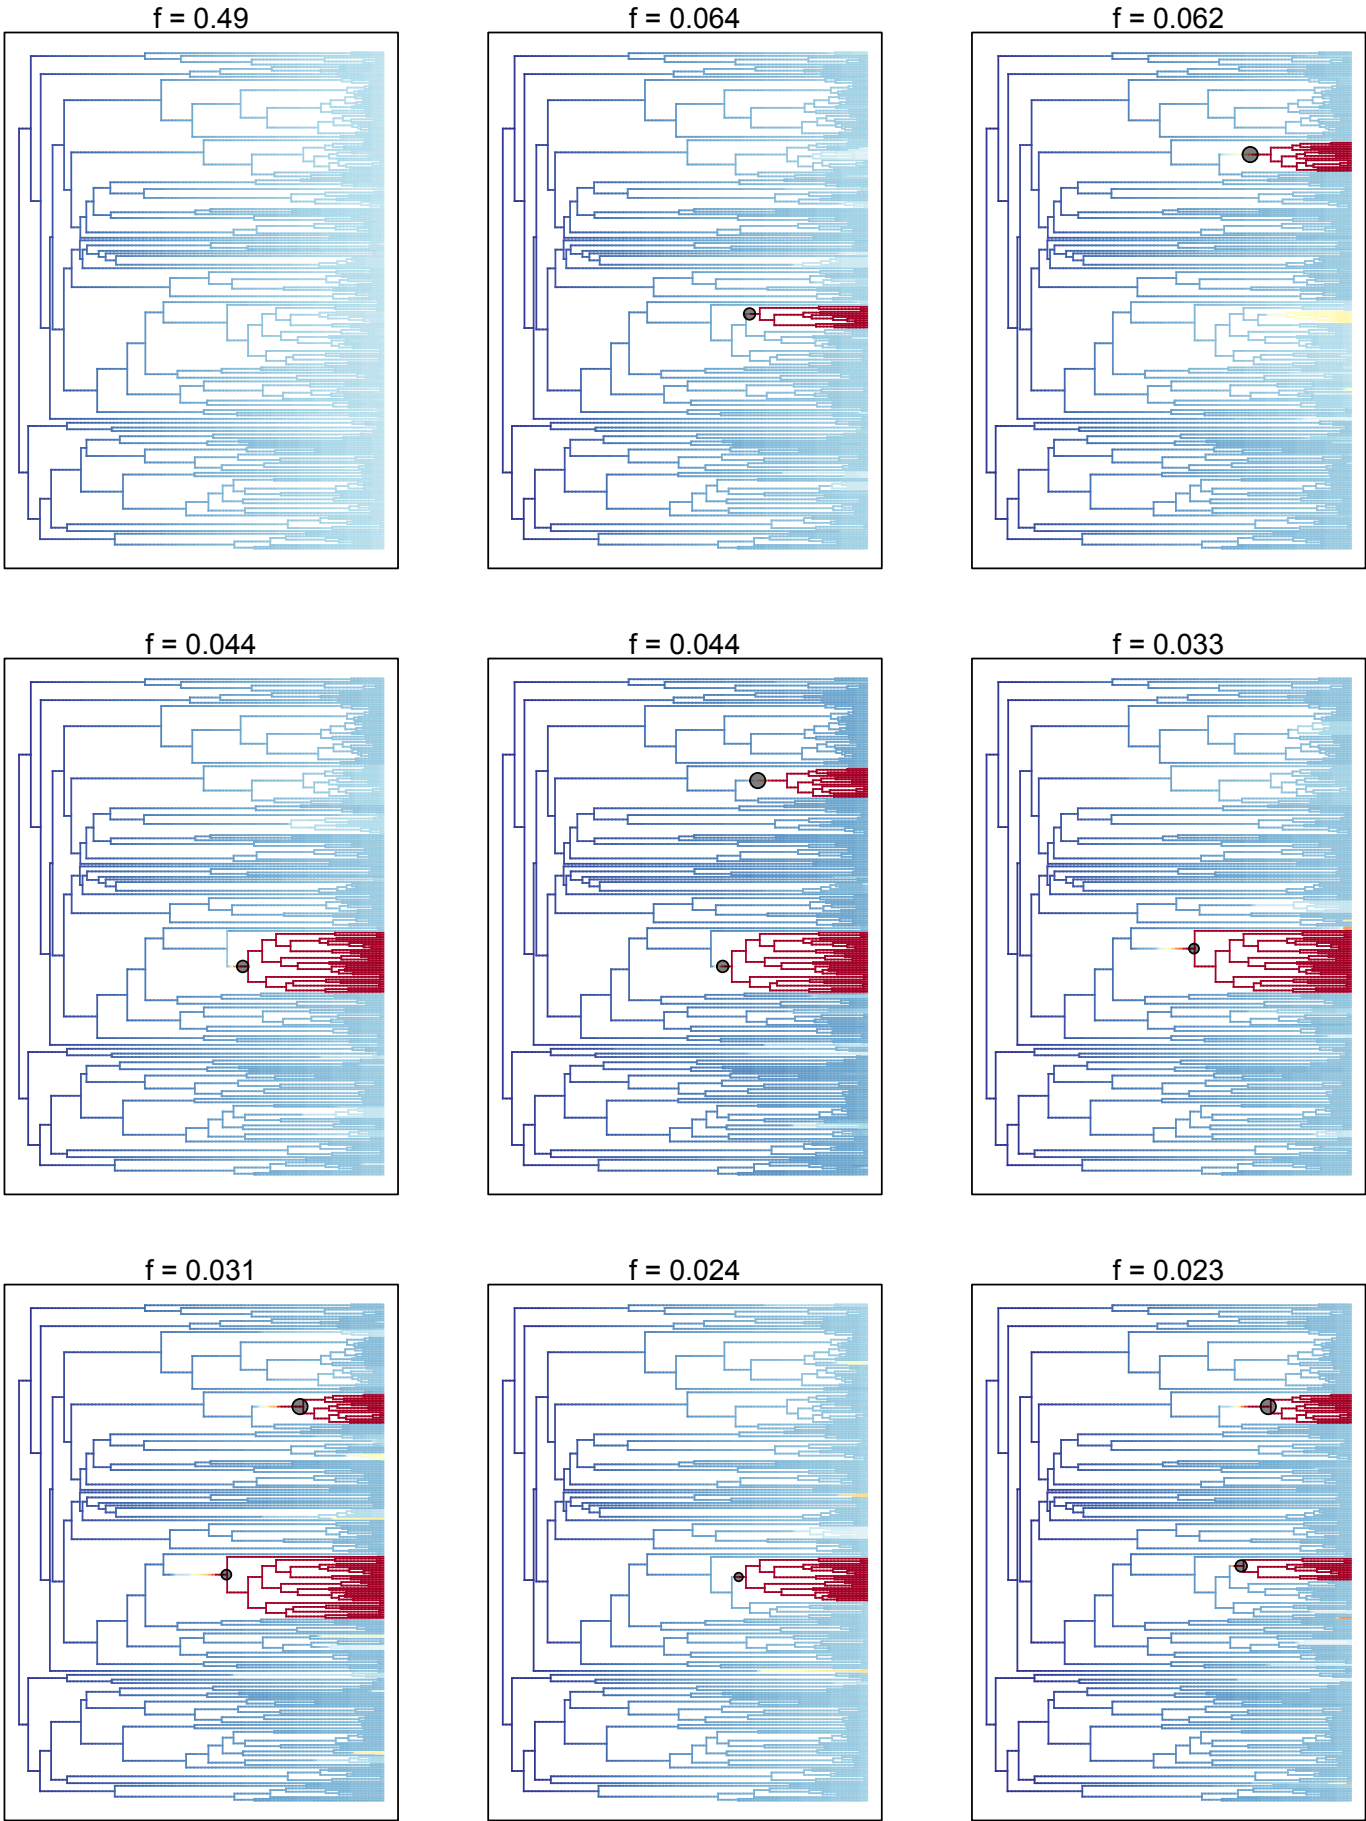 f = 0.49
f = 0.064
f = 0.062
f = 0.044
f = 0.044
f = 0.033
f = 0.031
f = 0.024
f = 0.023